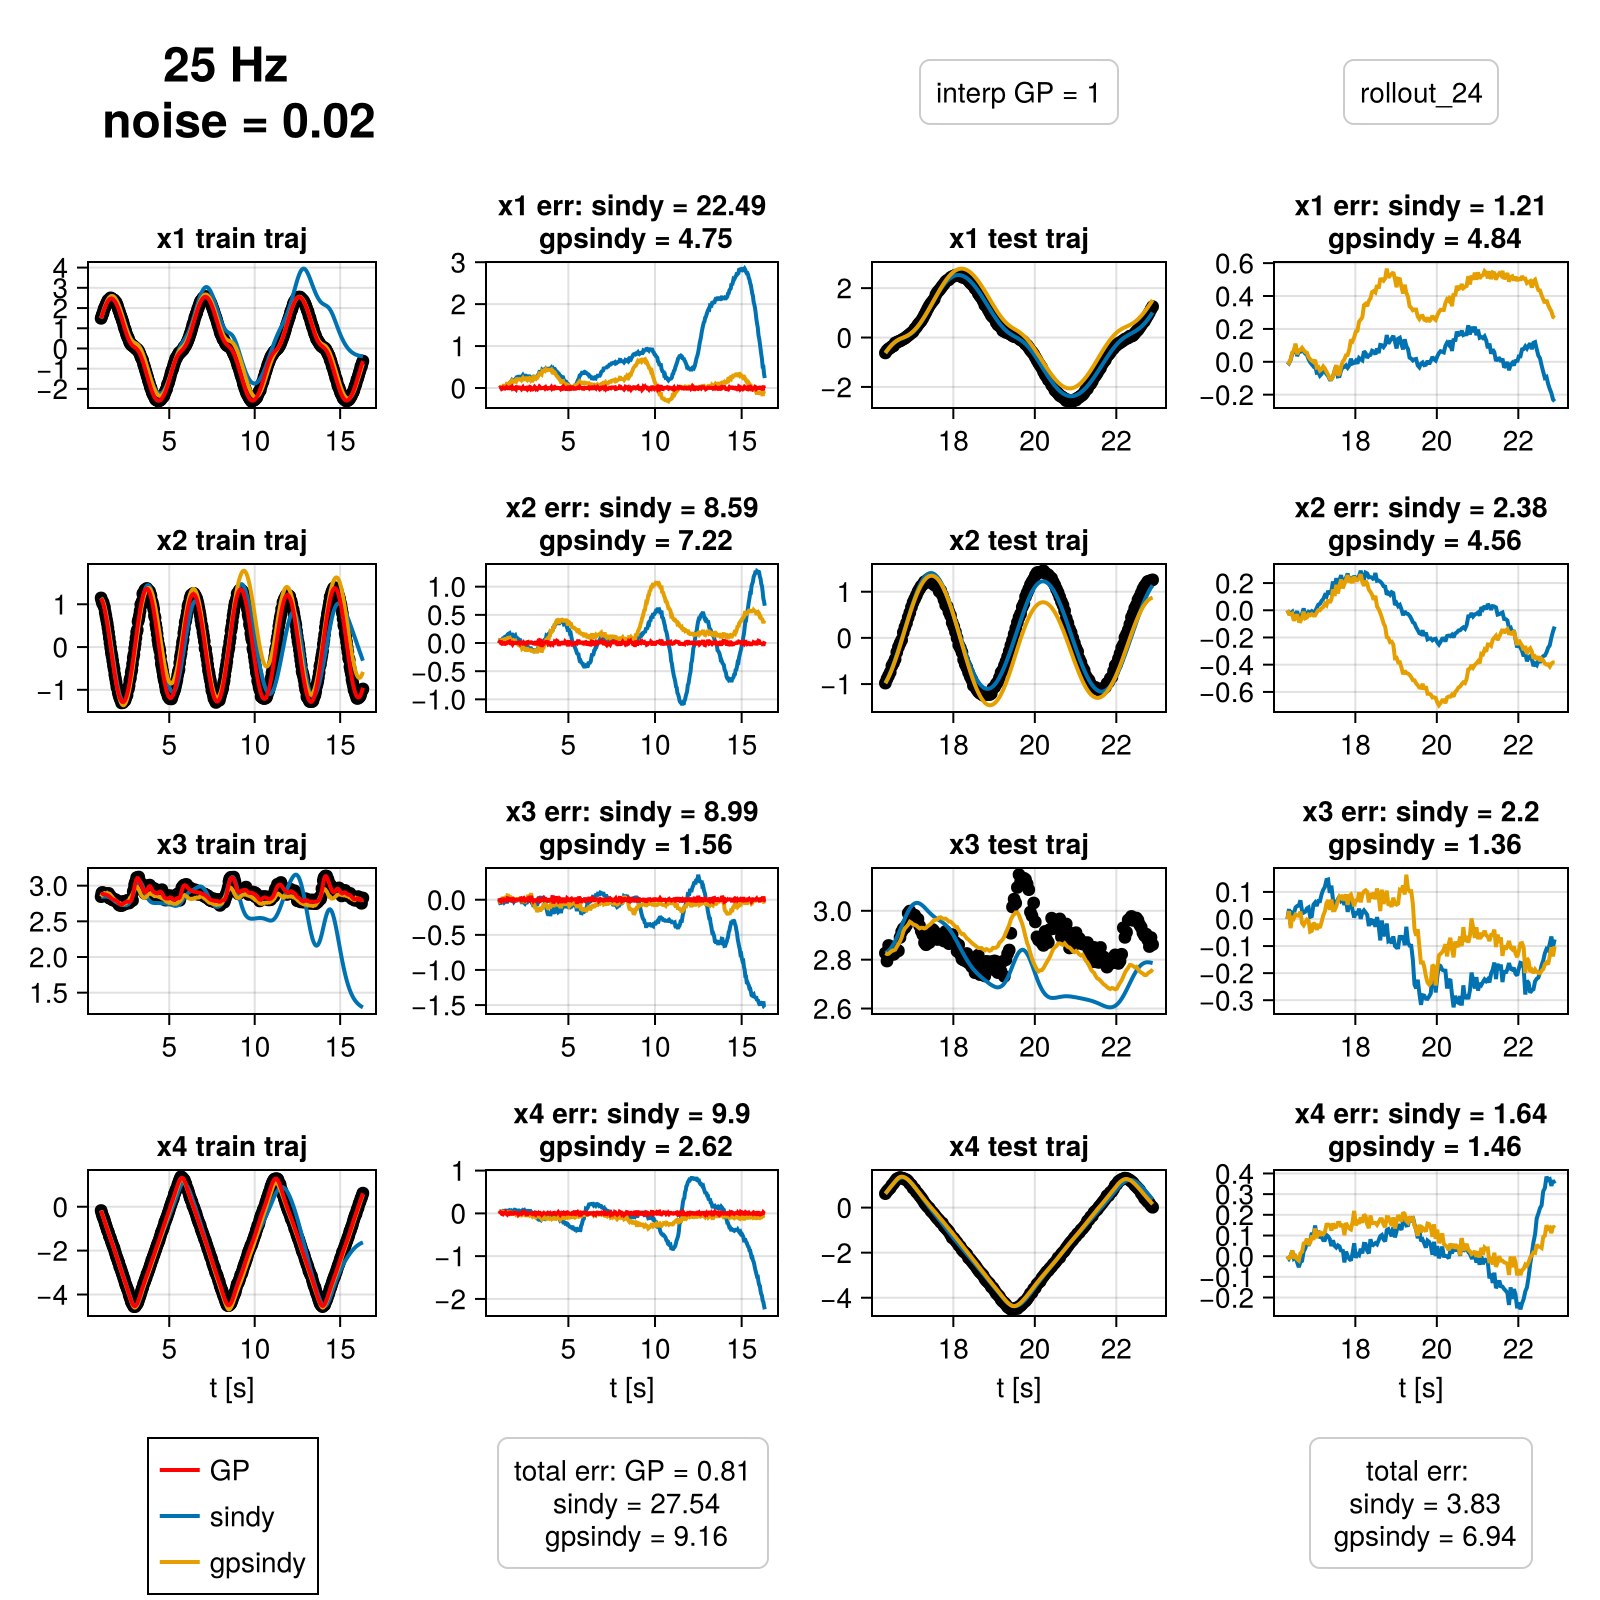 25 Hz
noise = 0.02
interp GP = 1
rollout_24
x1 train traj
4
3
2
2
1
0
−1
−2
5 10 15
x1 err: sindy = 22.49
gpsindy = 4.75
3
2
1
0
5 10 15
x1 test traj
2
0
−2
18 20 22
x1 err: sindy = 1.21
gpsindy = 4.84
0.6
0.4
0.2
0.0
−0.2
18 20 22
x2 train traj
1
0
−1
5 10 15
x2 err: sindy = 8.59
gpsindy = 7.22
1.0
0.5
0.0
−0.5
−1.0
5 10 15
x2 test traj
1
0
−1
18 20 22
x2 err: sindy = 2.38
gpsindy = 4.56
0.2
0.0
−0.2
−0.4
−0.6
18 20 22
x3 train traj
3.0
2.5
2.0
1.5
5 10 15
x3 err: sindy = 8.99
gpsindy = 1.56
0.0
−0.5
−1.0
−1.5
5 10 15
x3 test traj
3.0
2.8
2.6
18 20 22
x3 err: sindy = 2.2
gpsindy = 1.36
0.1
0.0
−0.1
−0.2
−0.3
18 20 22
x4 train traj
0
−2
−4
5 10 15
t [s]
x4 err: sindy = 9.9
gpsindy = 2.62
1
0
−1
−2
5 10 15
t [s]
x4 test traj
0
−2
−4
18 20 22
t [s]
x4 err: sindy = 1.64
gpsindy = 1.46
0.4
0.3
0.2
0.1
0.0
−0.1
−0.2
18 20 22
t [s]
GP
sindy
gpsindy
total err: GP = 0.81
sindy = 27.54
gpsindy = 9.16
total err:
sindy = 3.83
gpsindy = 6.94